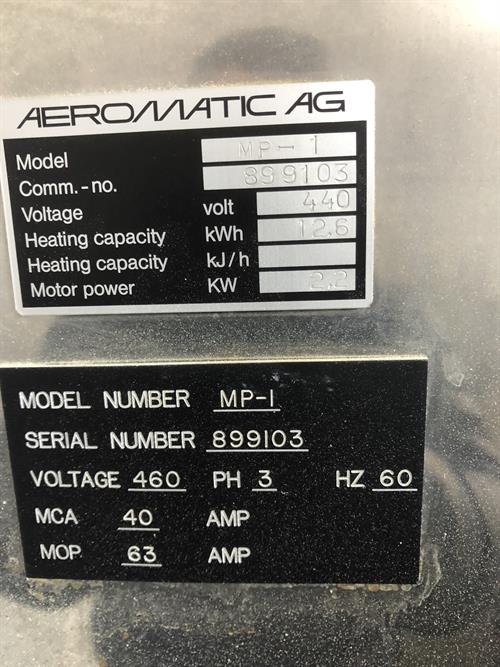 AEROMATIC AG
Model MP-1
Comm.-no. 899103
Voltage volt 440
Heating capacity kWh 12.6
Heating capacity kJ/h
Motor power KW 2.2
MODEL NUMBER MP-1
SERIAL NUMBER 899103
VOLTAGE 460 PH 3 HZ 60
MCA 40 AMP
MOP 63 AMP